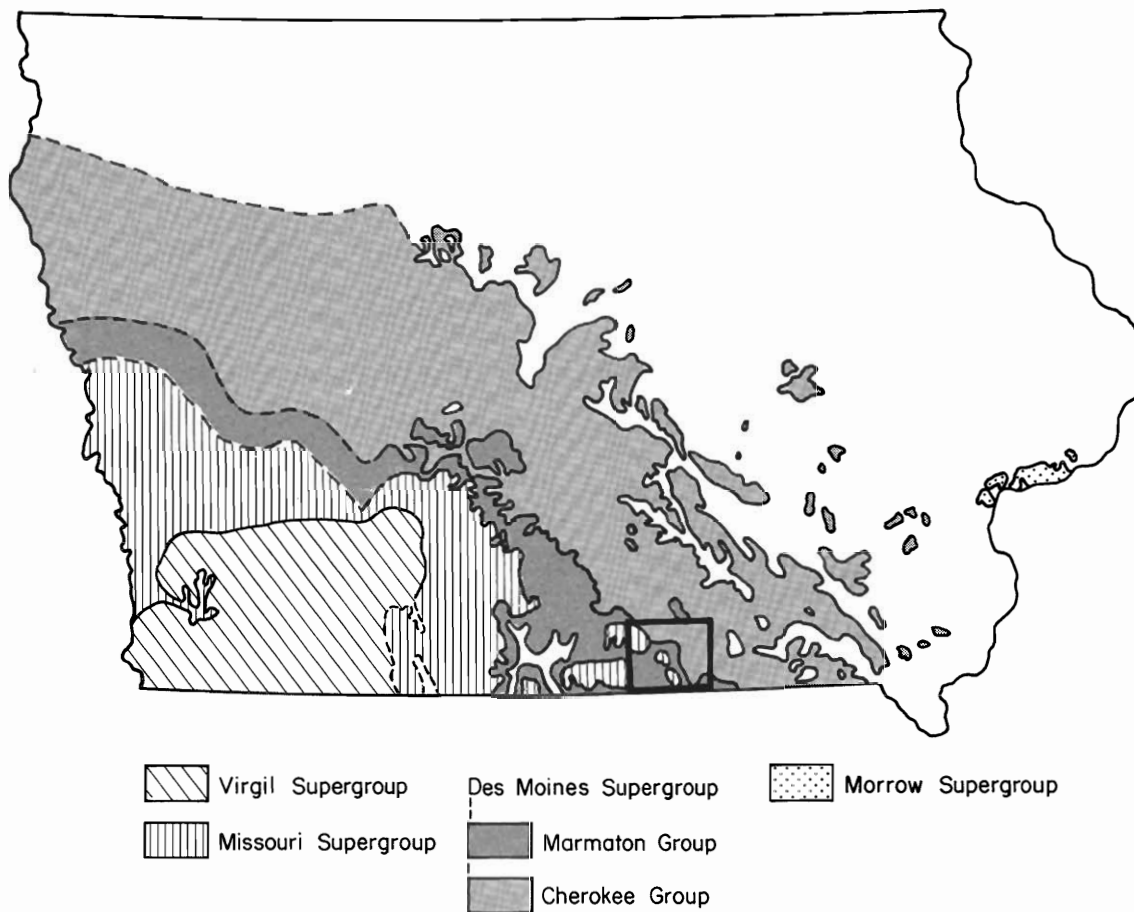 Virgil Supergroup
Missouri Supergroup
Des Moines Supergroup
Marmaton Group
Cherokee Group
Morrow Supergroup